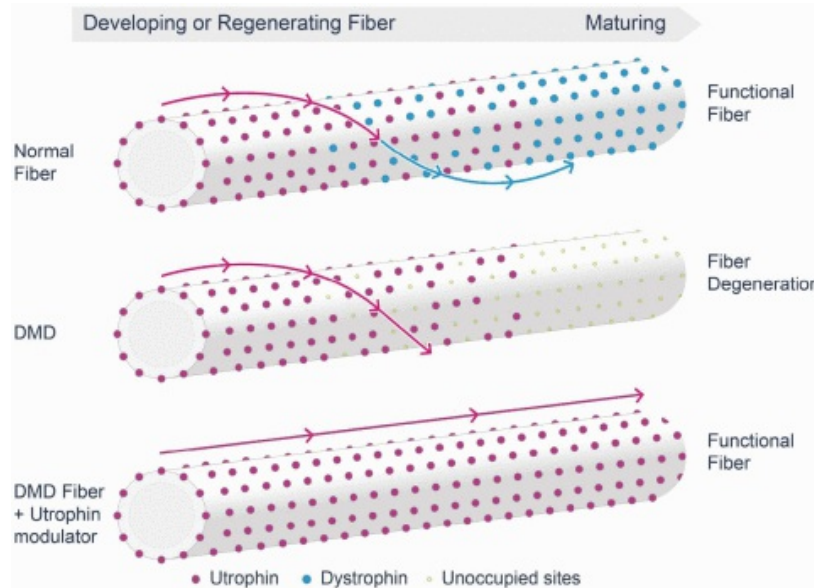 Developing or Regenerating Fiber
Maturing
Normal
Fiber
Functional
Fiber
DMD
Fiber
Degeneration
DMD Fiber
+ Utrophin
modulator
Functional
Fiber
Utrophin
Dystrophin
Unoccupied sites